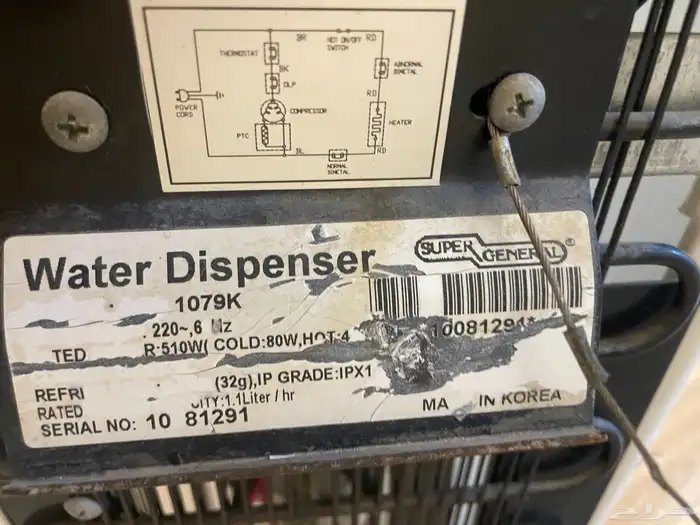 BR
HOT ON/OFF
SWITCH
RD
THERMOSTAT
BK
OLP
ABNORMAL
BIMETAL
RD
POWER
CORD
COMPRESSOR
PTC
HEATER
BL
RD
NORMAL
BIMETAL
Water Dispenser
SUPER GENERAL ®
1079K
220~,6 Hz
TED R:510W( COLD:80W,HOT:4
10081291*
REFRI (32g),IP GRADE:IPX1
RATED CITY:1.1Liter / hr
SERIAL NO: 10 81291
MA IN KOREA
حراج